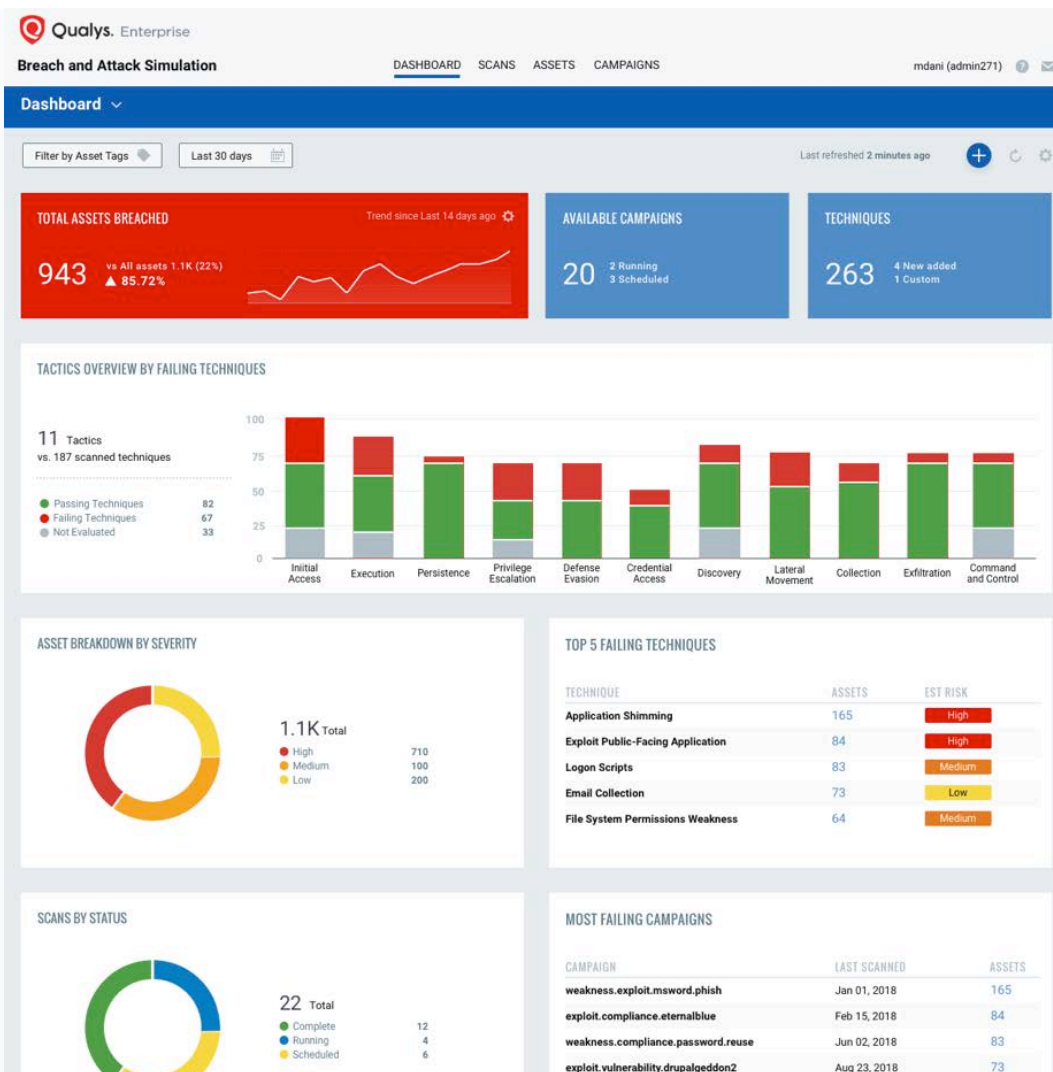 Qualys. Enterprise
Breach and Attack Simulation
DASHBOARD SCANS ASSETS CAMPAIGNS
mdani (admin271)
Dashboard
Filter by Asset Tags
Last 30 days
Last refreshed 2 minutes ago
TOTAL ASSETS BREACHED
Trend since Last 14 days ago
943
vs All assets 1.1K (22%)
▲ 85.72%
AVAILABLE CAMPAIGNS
20
2 Running
3 Scheduled
TECHNIQUES
263
4 New added
1 Custom
TACTICS OVERVIEW BY FAILING TECHNIQUES
11 Tactics
vs. 187 scanned techniques
Passing Techniques 82
Failing Techniques 67
Not Evaluated 33
100
75
50
25
0
Iniitial Access
Execution
Persistence
Privilege Escalation
Defense Evasion
Credential Access
Discovery
Lateral Movement
Collection
Exfiltration
Command and Control
ASSET BREAKDOWN BY SEVERITY
1.1K Total
High 710
Medium 100
Low 200
TOP 5 FAILING TECHNIQUES
TECHNIQUE ASSETS EST RISK
Application Shimming 165 High
Exploit Public-Facing Application 84 High
Logon Scripts 83 Medium
Email Collection 73 Low
File System Permissions Weakness 64 Medium
SCANS BY STATUS
22 Total
Complete 12
Running 4
Scheduled 6
MOST FAILING CAMPAIGNS
CAMPAIGN LAST SCANNED ASSETS
weakness.exploit.msword.phish Jan 01, 2018 165
exploit.compliance.eternalblue Feb 15, 2018 84
weakness.compliance.password.reuse Jun 02, 2018 83
exploit.vulnerability.drupalgeddon2 Aug 23, 2018 73